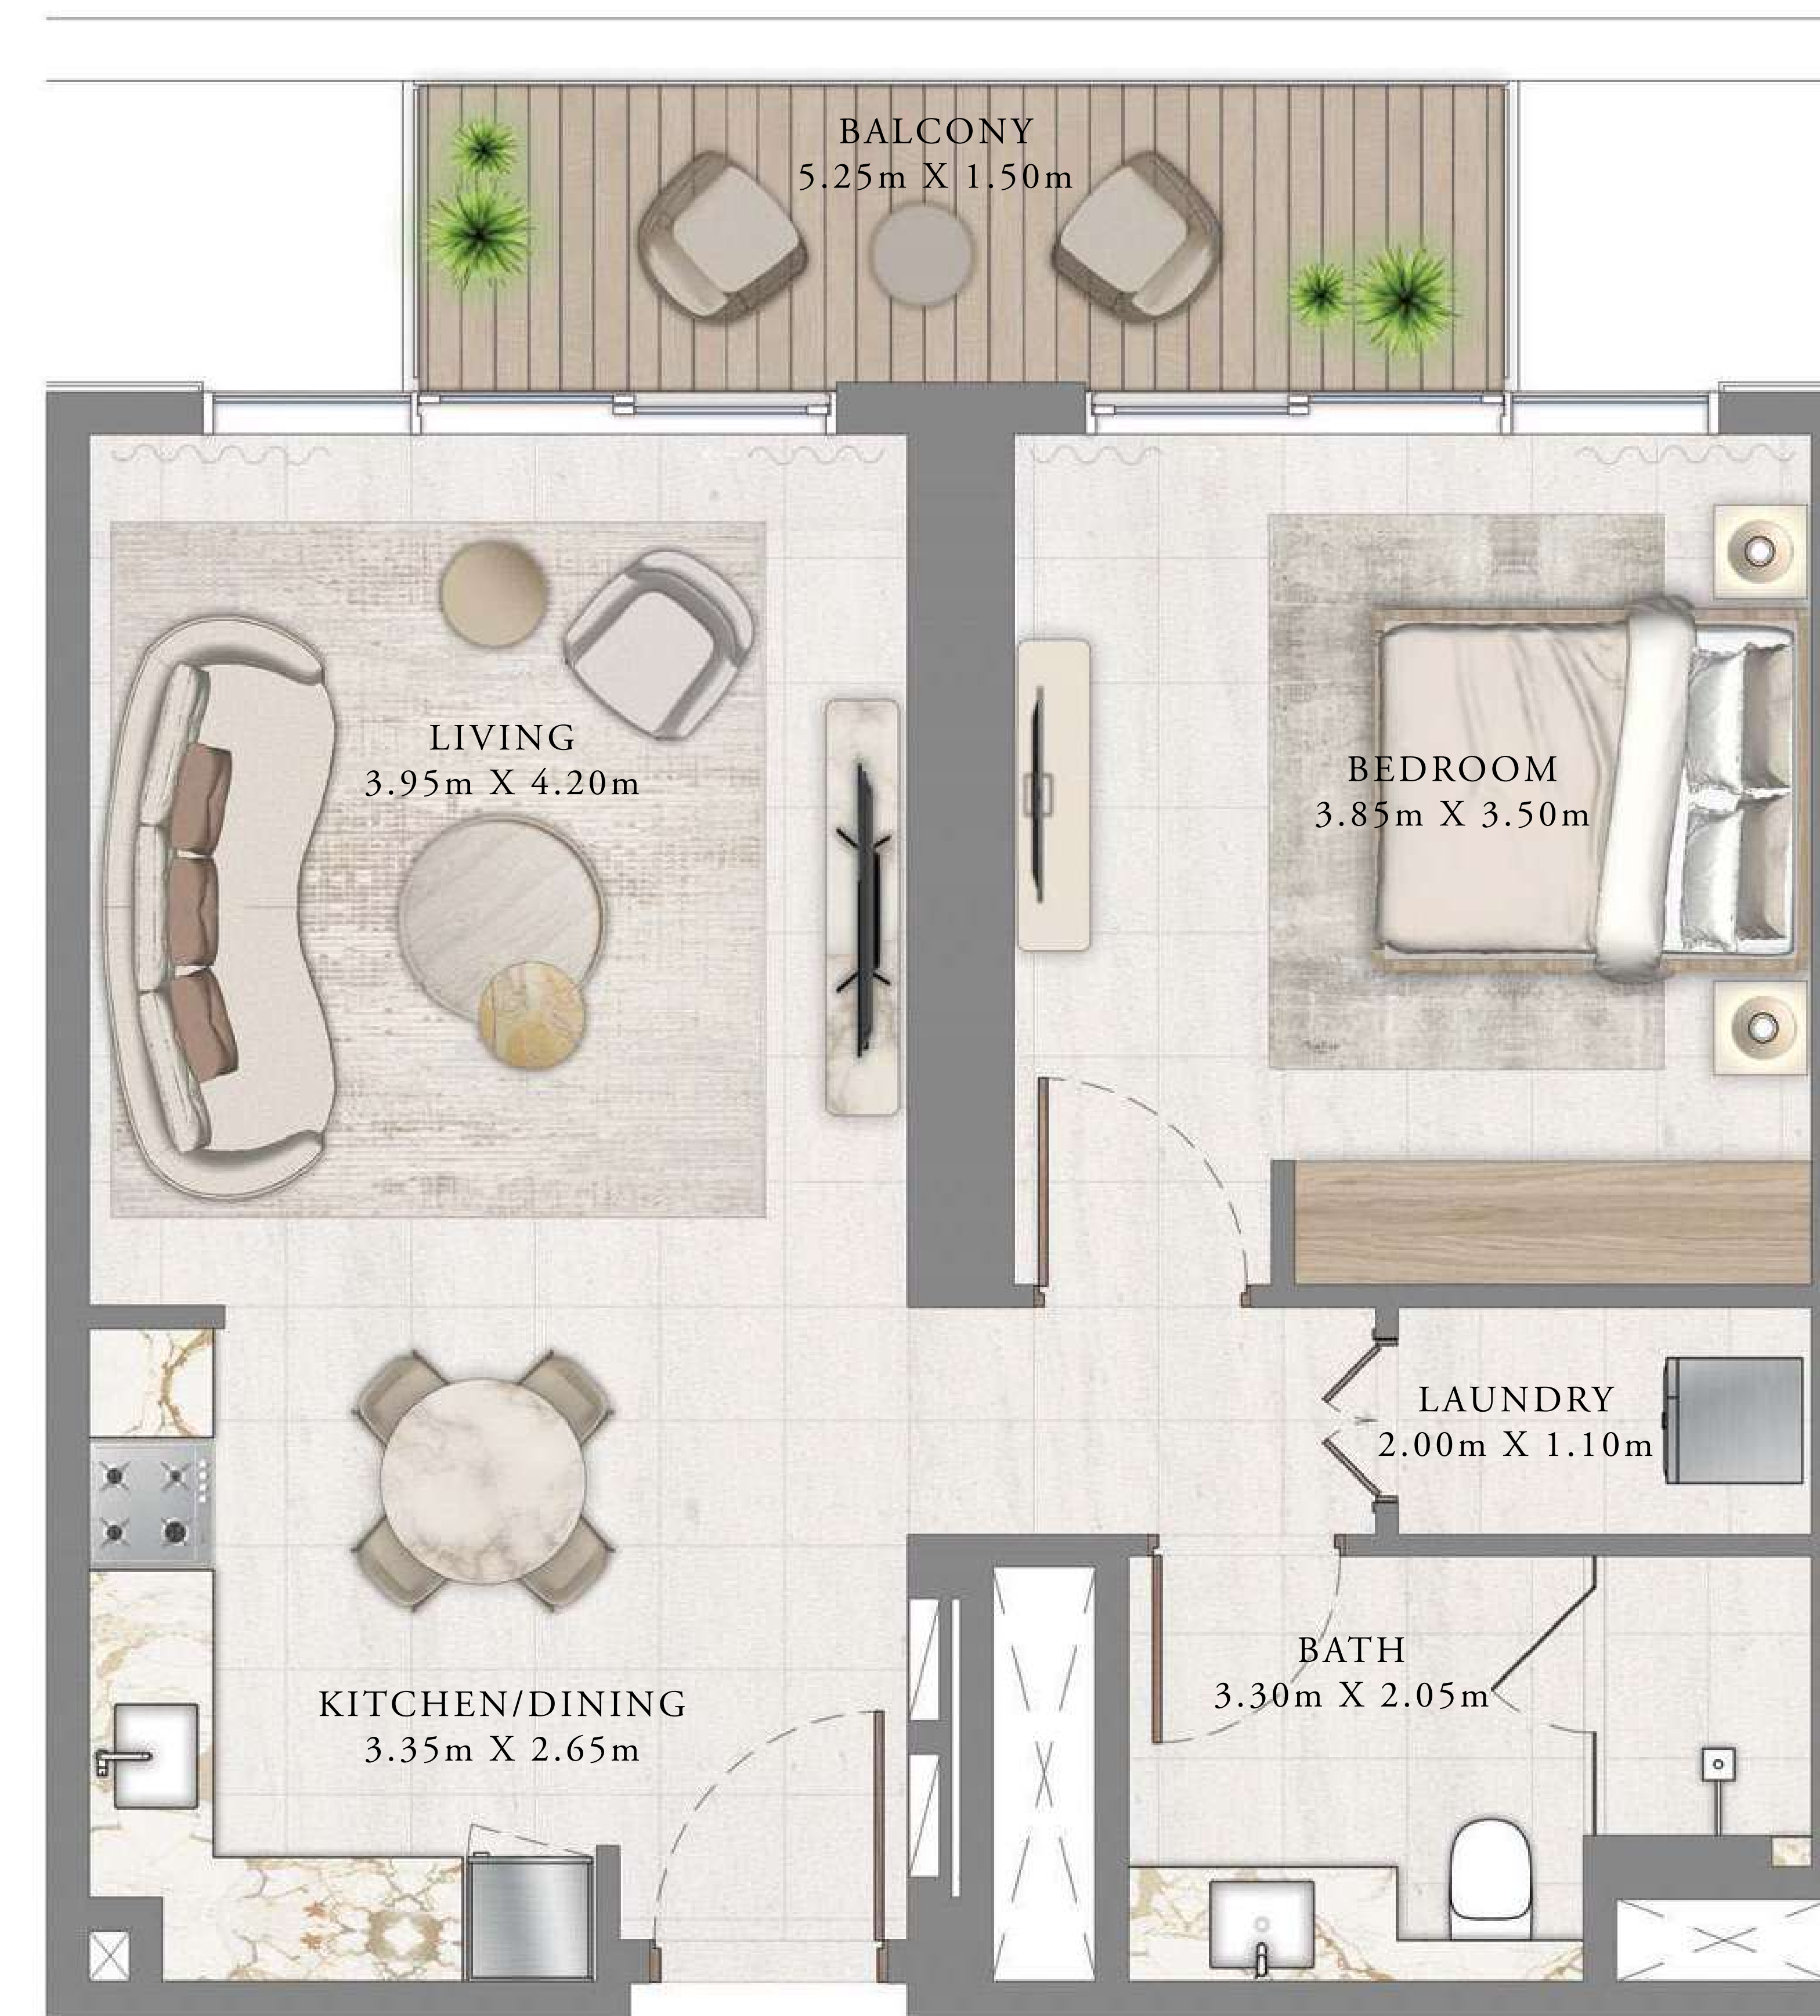 BALCONY
5.25m X 1.50m
LIVING
3.95m X 4.20m
BEDROOM
3.85m X 3.50m
LAUNDRY
2.00m X 1.10m
BATH
3.30m X 2.05m
KITCHEN/DINING
3.35m X 2.65m